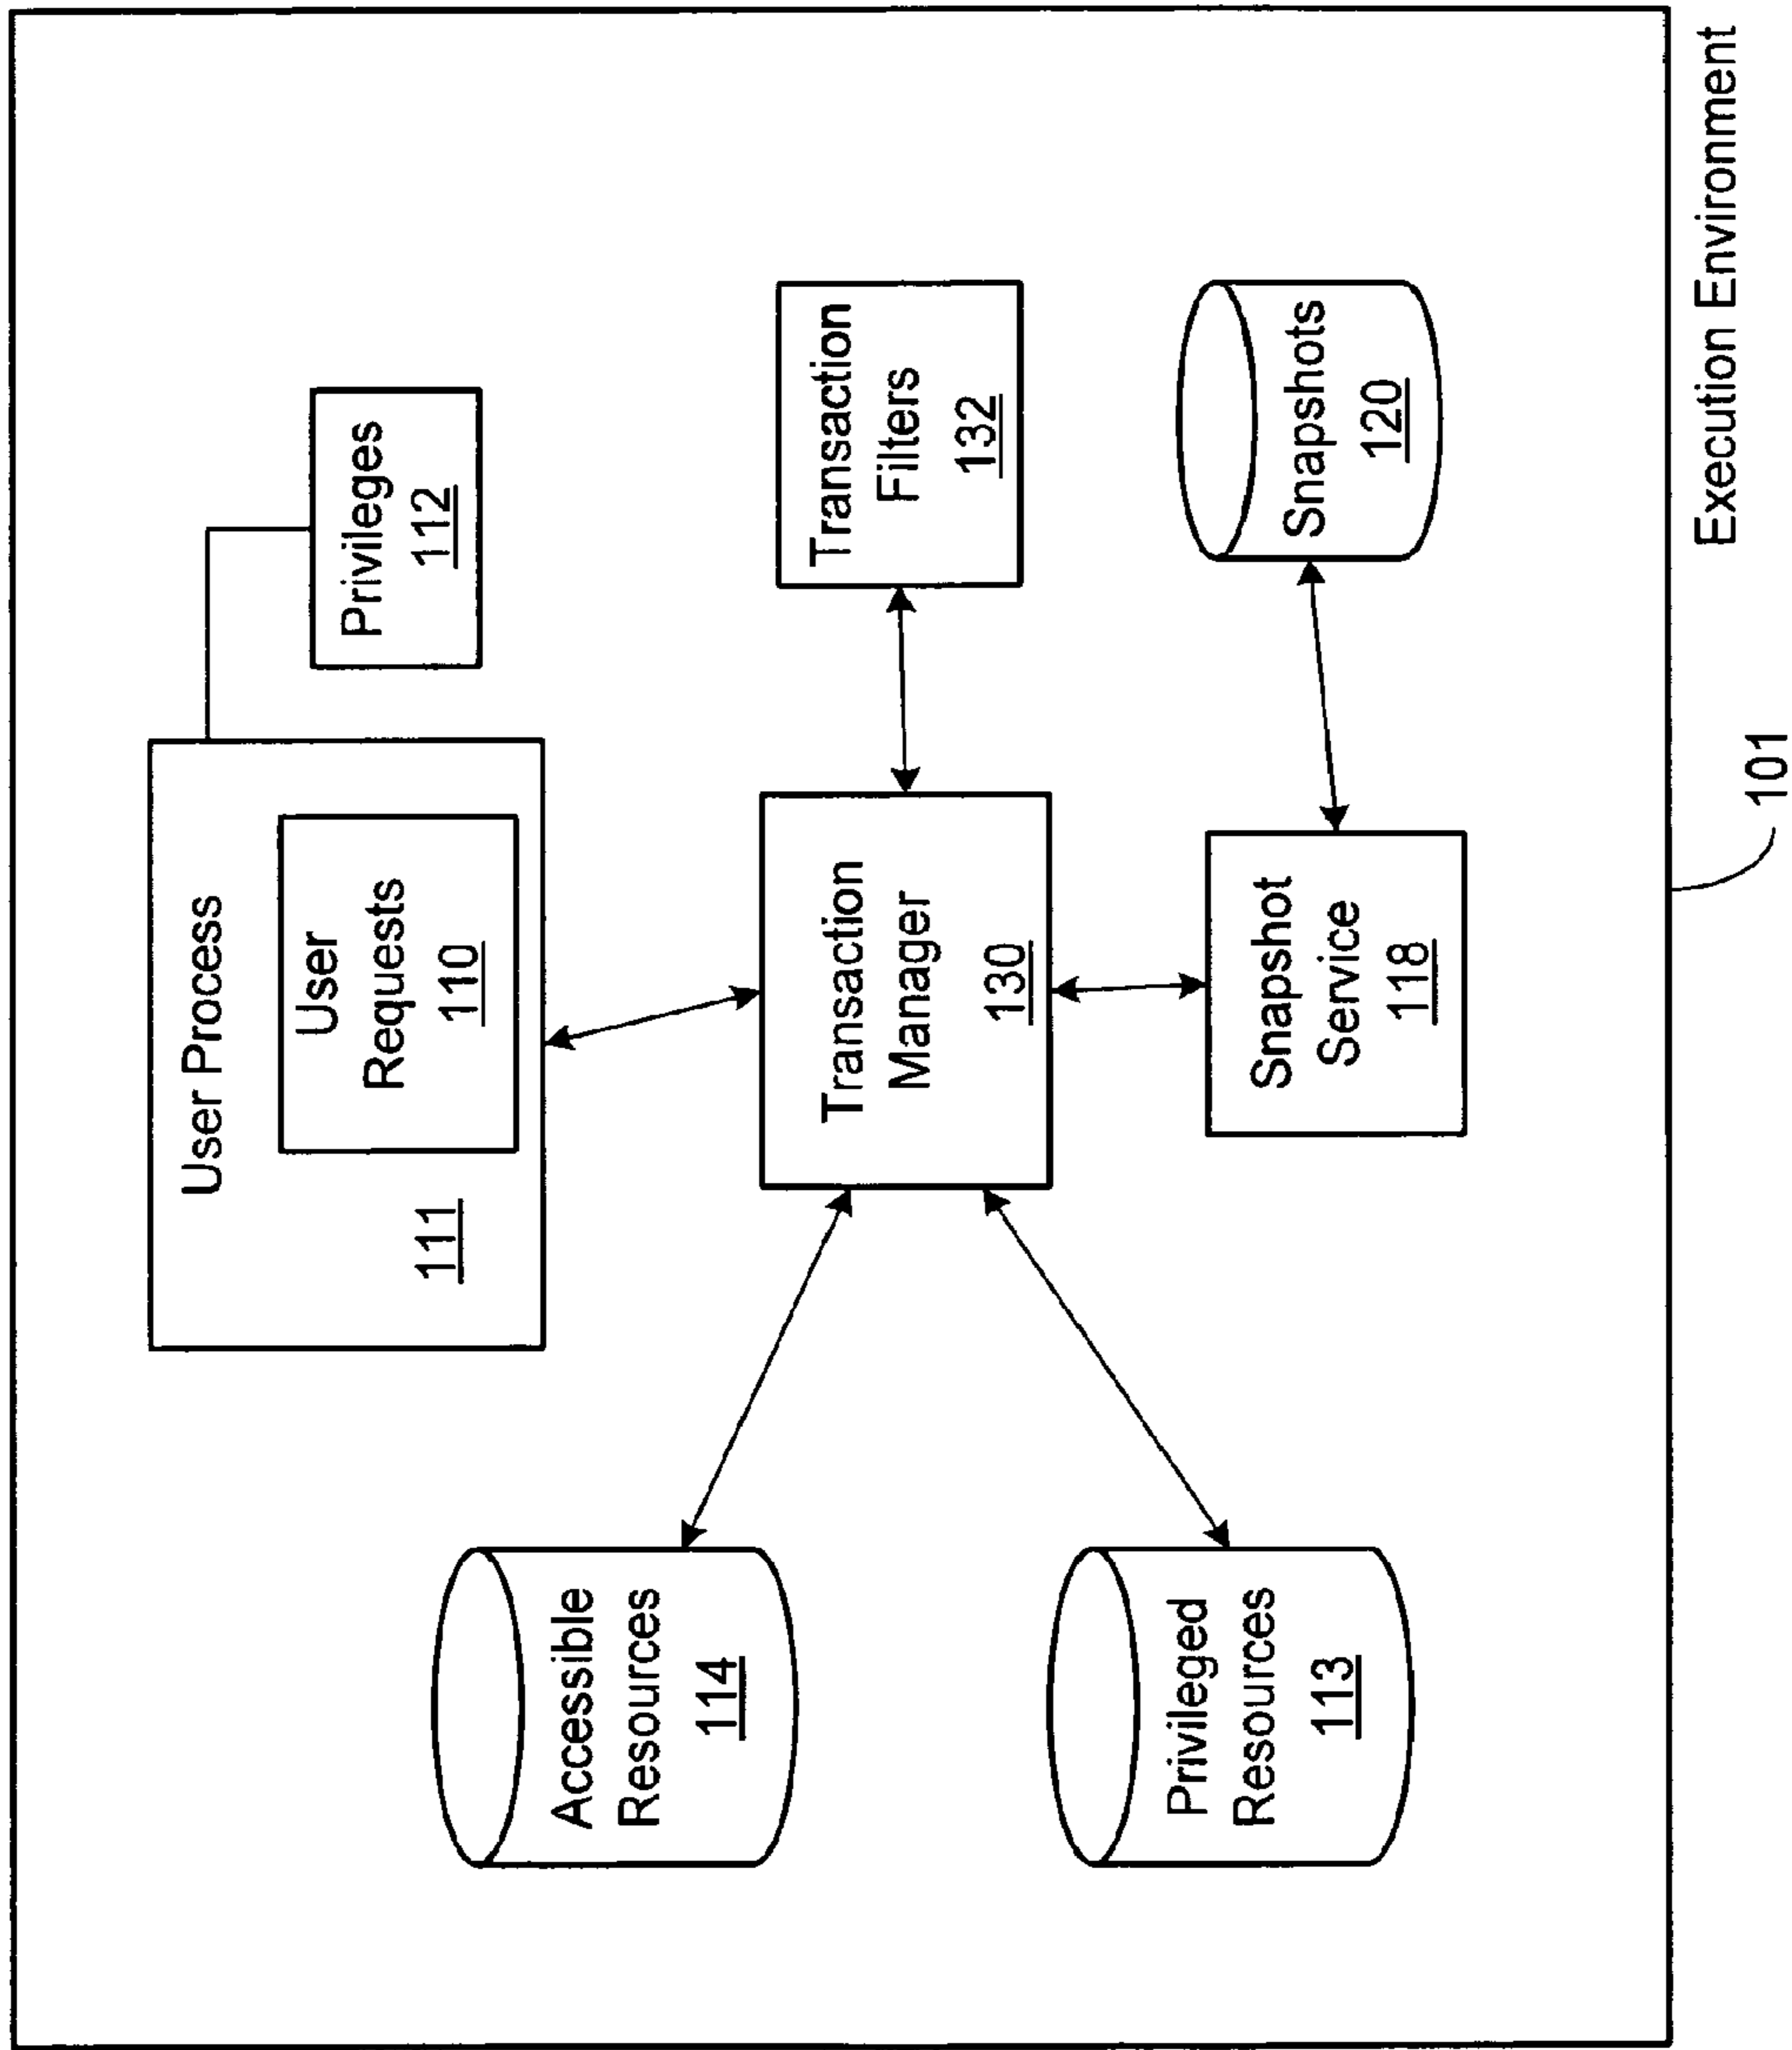 User Process
User
Requests
110
111
Privileges
112
Accessible
Resources
114
Transaction
Manager
130
Transaction
Filters
132
Privileged
Resources
113
Snapshot
Service
118
Snapshots
120
Execution Environment
101